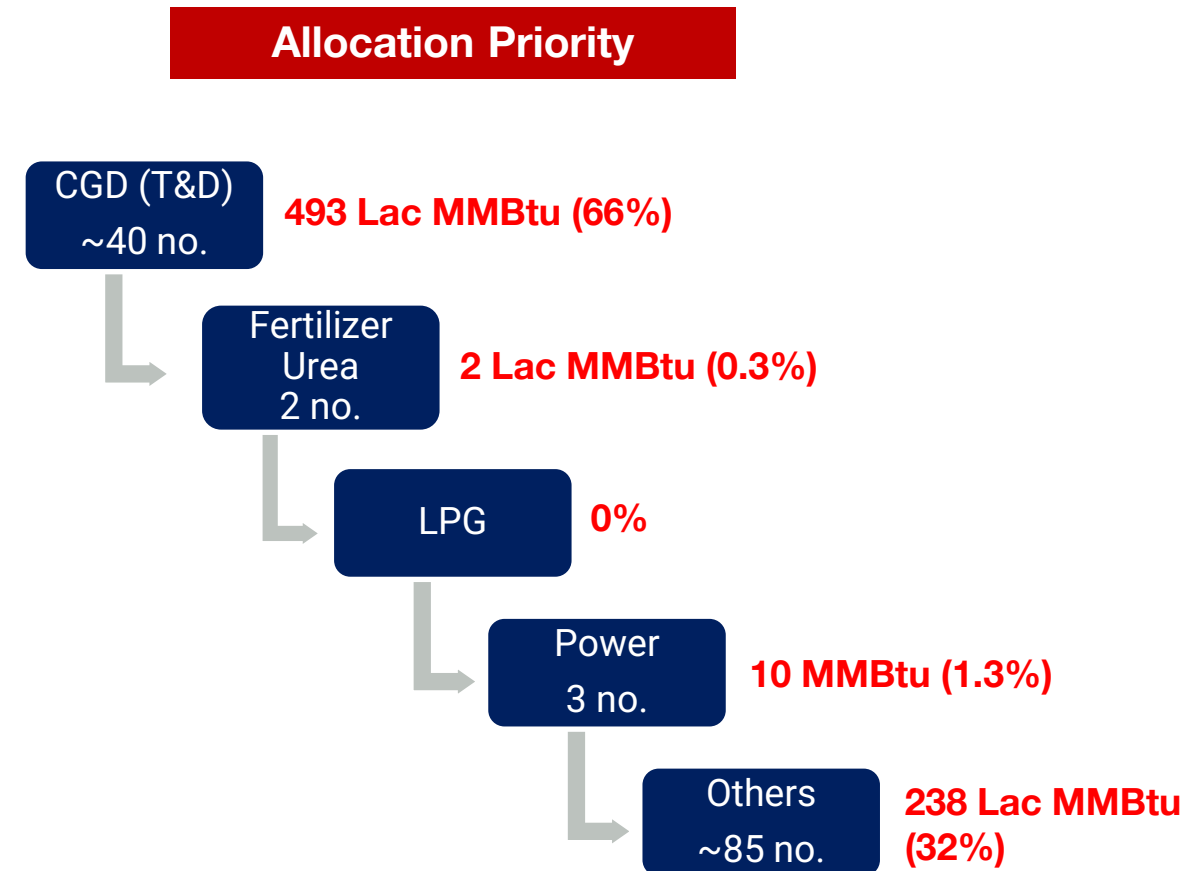 Allocation Priority
CGD (T&D)
~40 no.
493 Lac MMBtu (66%)
Fertilizer
Urea
2 no.
2 Lac MMBtu (0.3%)
LPG
0%
Power
3 no.
10 MMBtu (1.3%)
Others
~85 no.
238 Lac MMBtu
(32%)